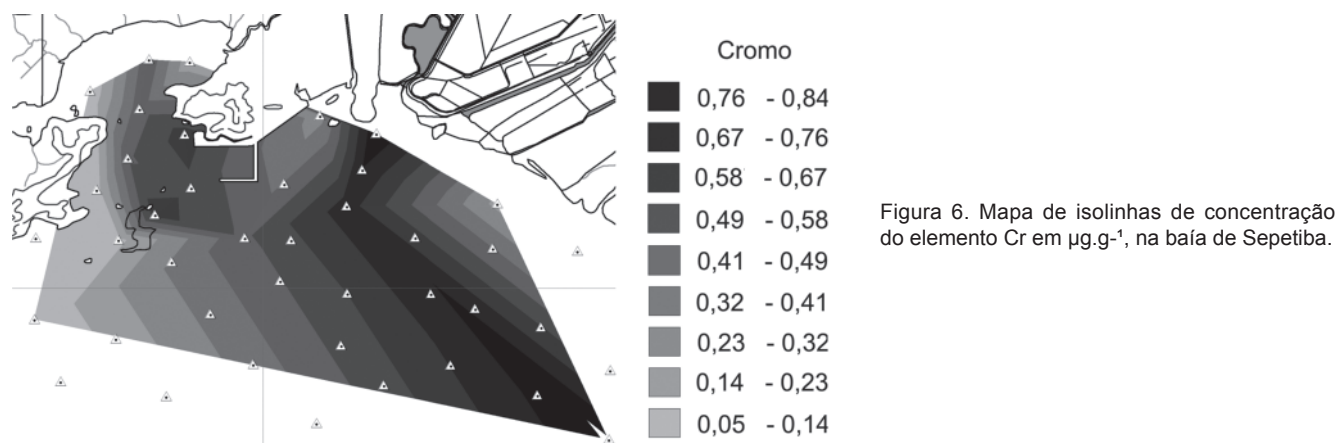 Cromo
0,76 - 0,84
0,67 - 0,76
0,58 - 0,67
0,49 - 0,58
0,41 - 0,49
0,32 - 0,41
0,23 - 0,32
0,14 - 0,23
0,05 - 0,14
Figura 6. Mapa de isolinhas de concentração
do elemento Cr em µg.g-¹, na baía de Sepetiba.